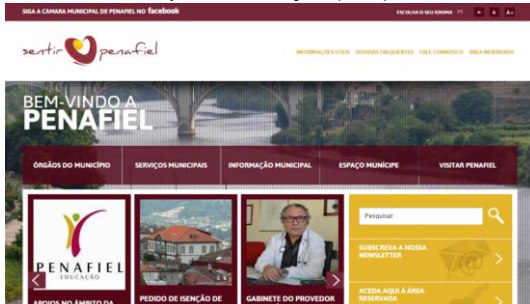 SIGA A CÂMARA MUNICIPAL DE PENAFIEL NO facebook
ESCOLHA O SEU IDIOMA PT A- A A+
sentir penafiel
INFORMAÇÕES ÚTEIS DÚVIDAS FREQUENTES FALE CONNOSCO ÁREA RESERVADA
BEM-VINDO A
PENAFIEL
ÓRGÃOS DO MUNICÍPIO SERVIÇOS MUNICIPAIS INFORMAÇÃO MUNICIPAL ESPAÇO MUNÍCIPE VISITAR PENAFIEL
PENAFIEL
EDUCAÇÃO
APOIOS NO ÂMBITO DA
PEDIDO DE ISENÇÃO DE
GABINETE DO PROVEDOR
Pesquisar
SUBSCREVA A NOSSA
NEWSLETTER
ACEDA AQUI À ÁREA
RESERVADA